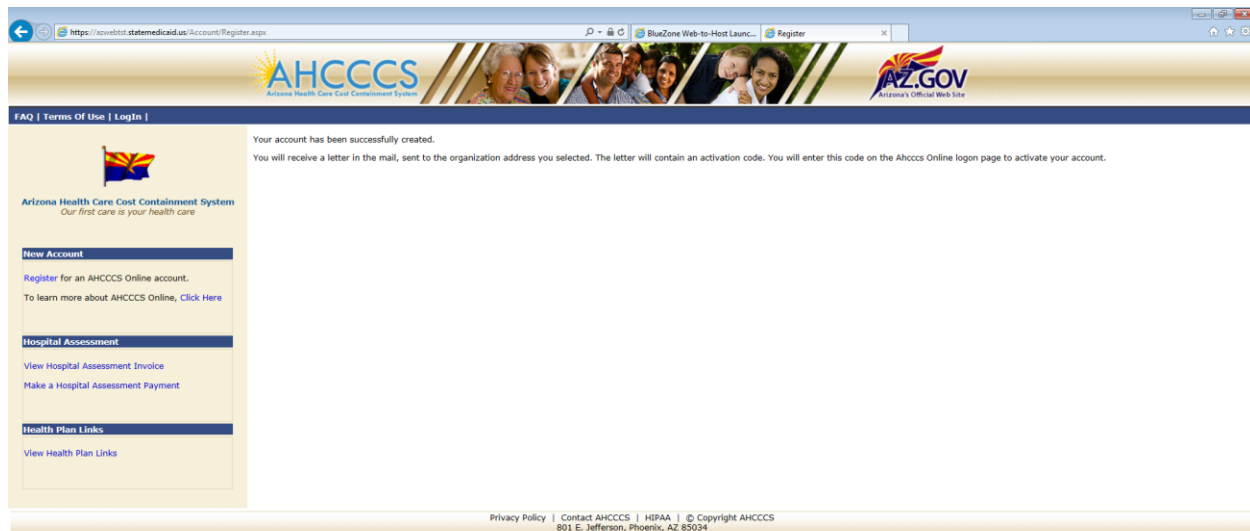 https://azwebtst.statemedicaid.us/Account/Register.aspx
BlueZone Web-to-Host Launc...
Register
AHCCCS
Arizona Health Care Cost Containment System
AZ.GOV
Arizona's Official Web Site
FAQ | Terms Of Use | LogIn |
Your account has been successfully created.
You will receive a letter in the mail, sent to the organization address you selected. The letter will contain an activation code. You will enter this code on the Ahcccs Online logon page to activate your account.
Arizona Health Care Cost Containment System
Our first care is your health care
New Account
Register for an AHCCCS Online account.
To learn more about AHCCCS Online, Click Here
Hospital Assessment
View Hospital Assessment Invoice
Make a Hospital Assessment Payment
Health Plan Links
View Health Plan Links
Privacy Policy | Contact AHCCCS | HIPAA | © Copyright AHCCCS
801 E. Jefferson, Phoenix, AZ 85034